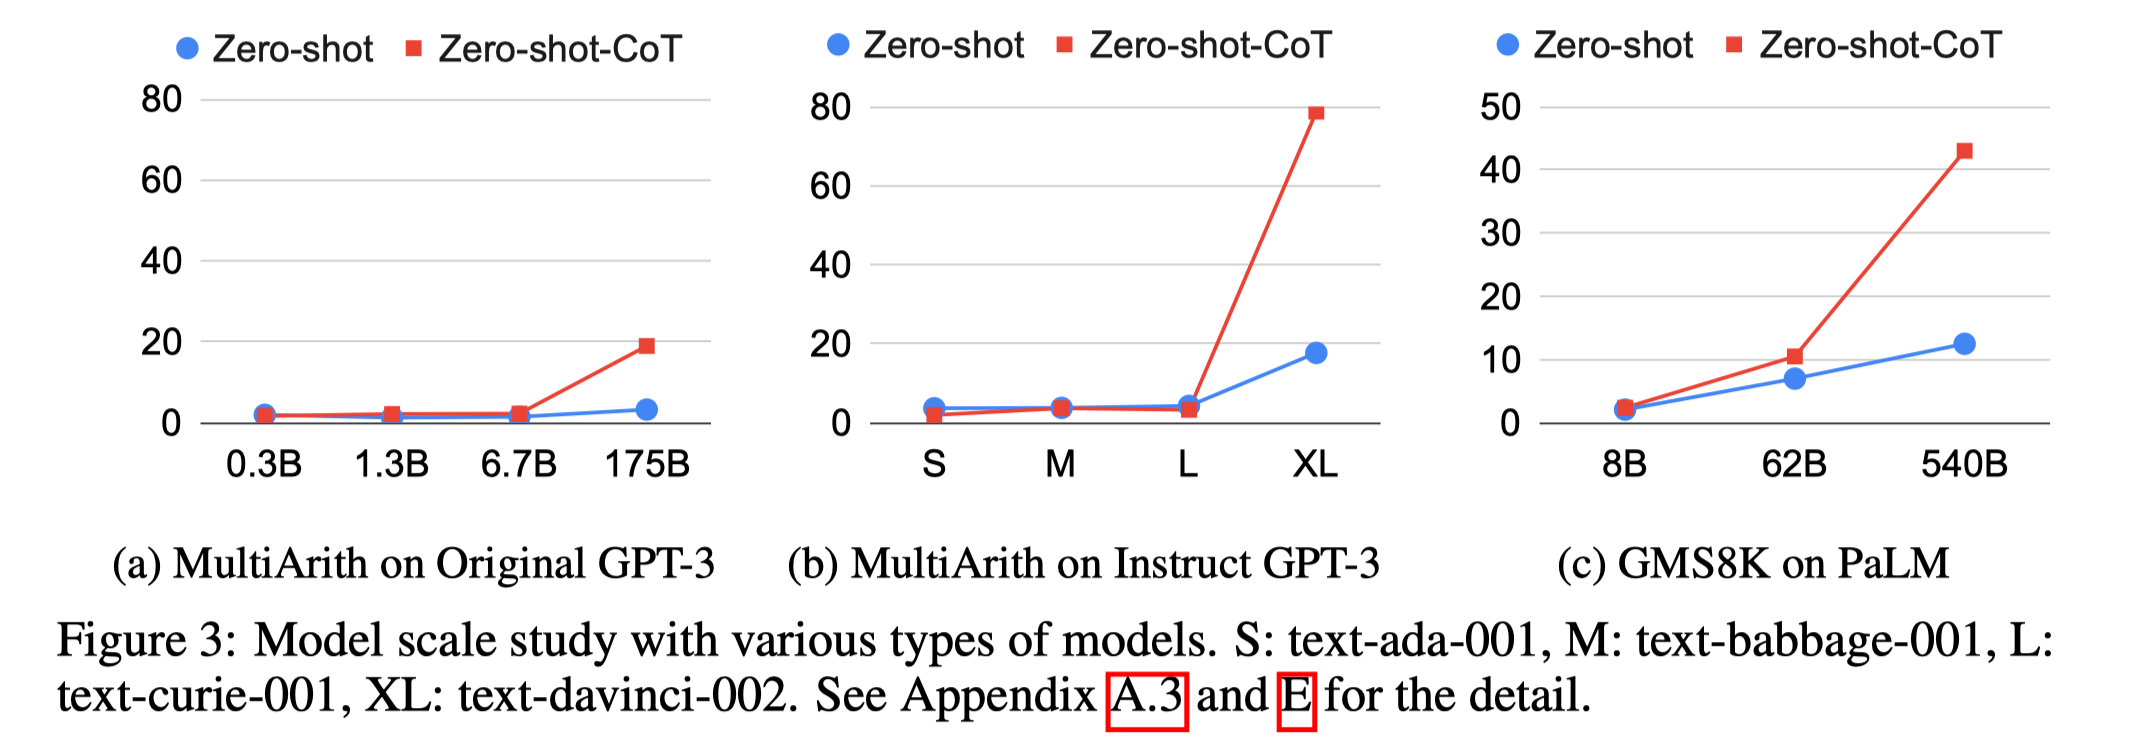 Zero-shot Zero-shot-CoT
80
60
40
20
0
0.3B 1.3B 6.7B 175B
(a) MultiArith on Original GPT-3
Zero-shot Zero-shot-CoT
80
60
40
20
0
S M L XL
(b) MultiArith on Instruct GPT-3
Zero-shot Zero-shot-CoT
50
40
30
20
10
0
8B 62B 540B
(c) GMS8K on PaLM
Figure 3: Model scale study with various types of models. S: text-ada-001, M: text-babbage-001, L:
text-curie-001, XL: text-davinci-002. See Appendix A.3 and E for the detail.